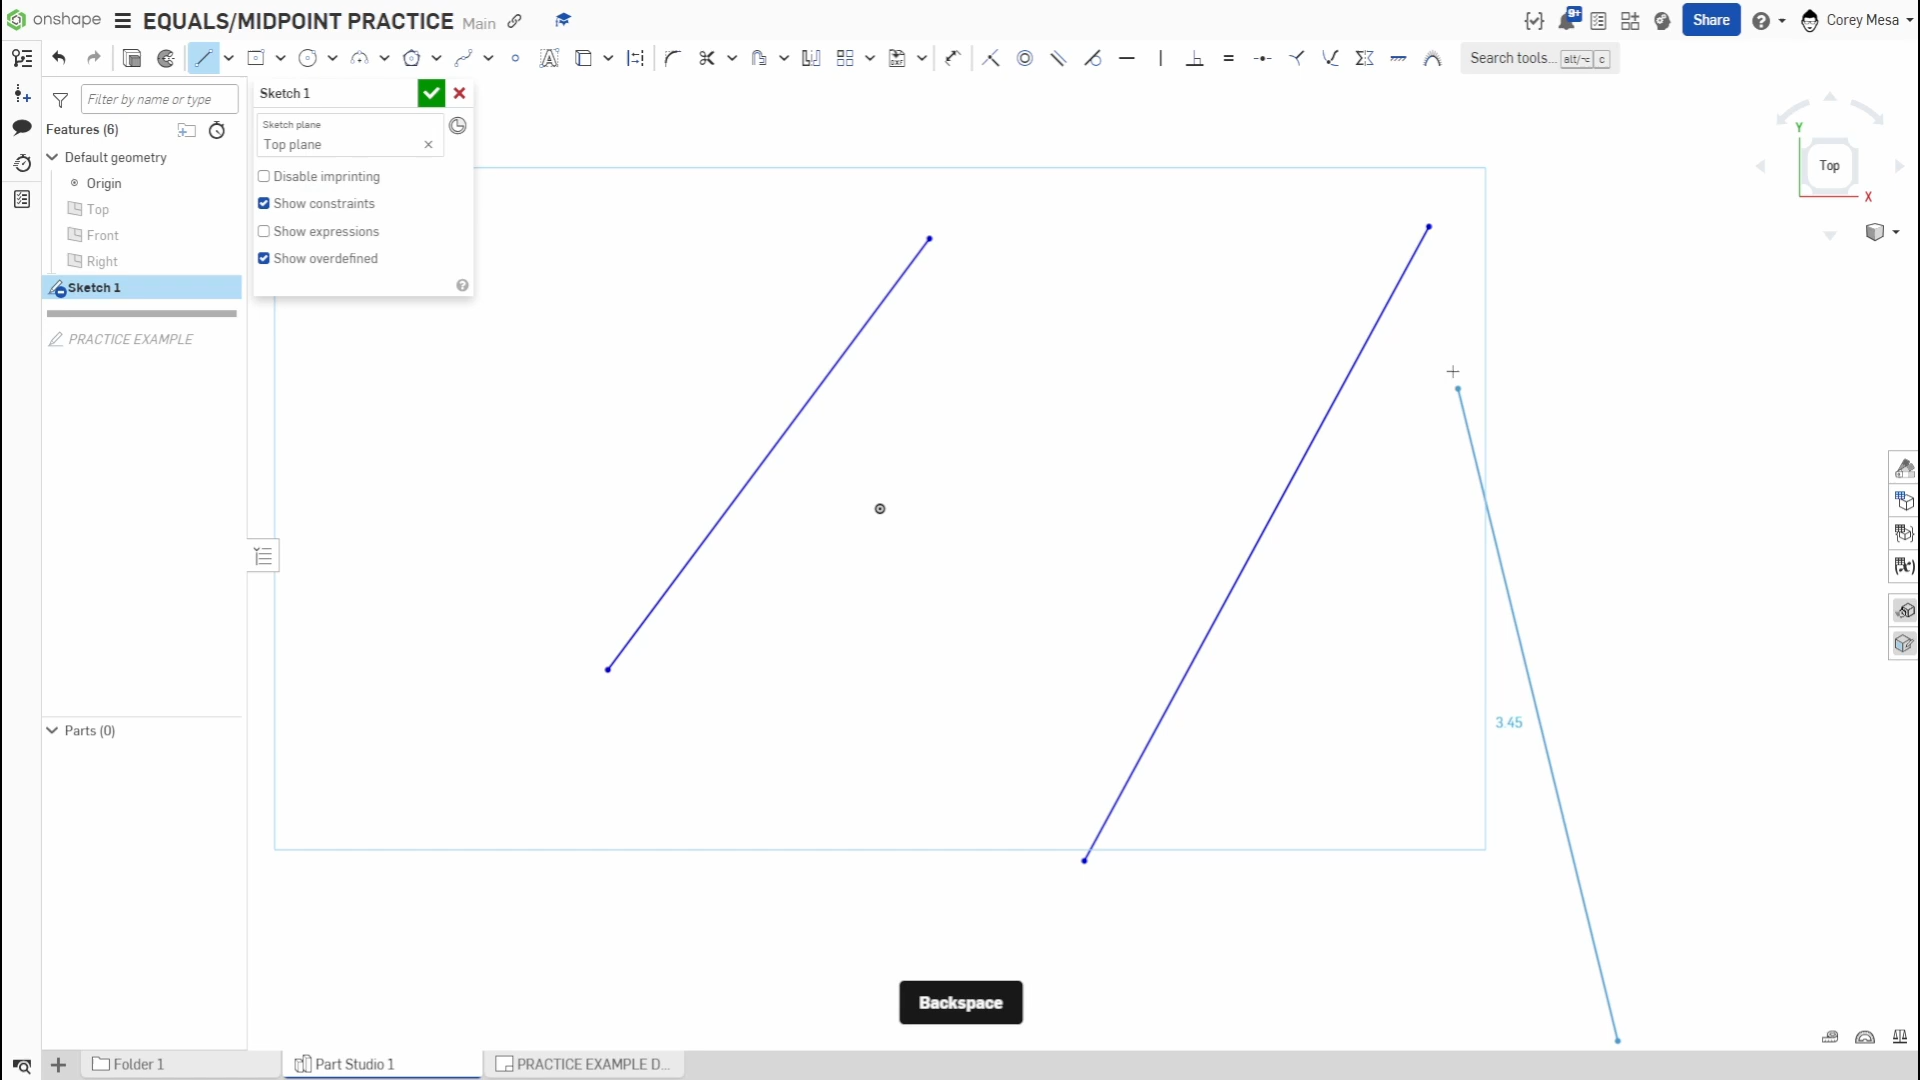 onshape EQUALS/MIDPOINT PRACTICE Main
9+ Share Corey Mesa
Search tools... alt/⌥ c
Filter by name or type
Features (6)
Default geometry
Origin
Top
Front
Right
Sketch 1
PRACTICE EXAMPLE
Parts (0)
Sketch 1
Sketch plane
Top plane
Disable imprinting
Show constraints
Show expressions
Show overdefined
Y
Top
X
3.45
Backspace
Folder 1
Part Studio 1
PRACTICE EXAMPLE D...